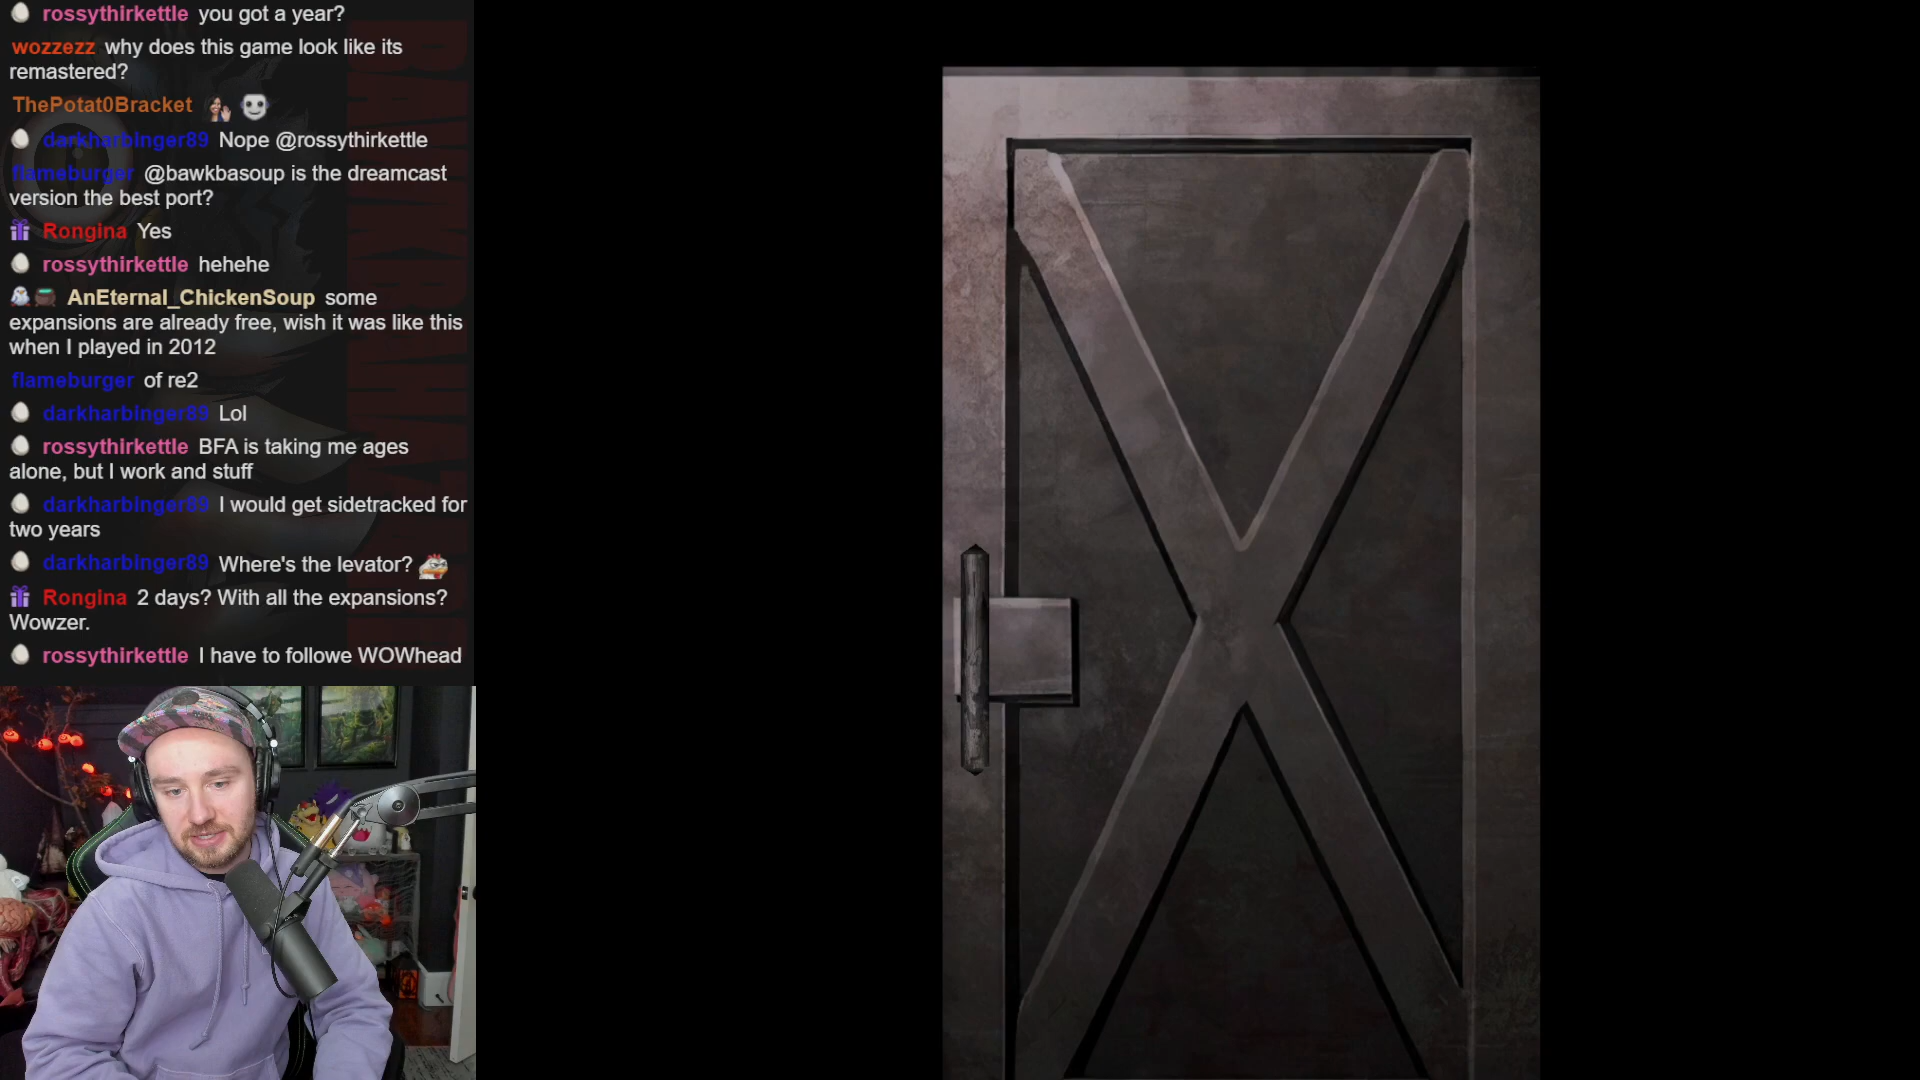 rossythirkettle you got a year?
wozzezz why does this game look like its
remastered?
ThePotat0Bracket
darkharbInger89 Nope @rossythirkettle
flameburger @bawkbasoup is the dreamcast
version the best port?
Rongina Yes
rossythirkettle hehehe
AnEternal_ChickenSoup some
expansions are already free, wish it was like this
when I played in 2012
flameburger of re2
darkharbInger89 Lol
rossythirkettle BFA is taking me ages
alone, but I work and stuff
darkharbInger89 I would get sidetracked for
two years
darkharbInger89 Where's the levator?
Rongina 2 days? With all the expansions?
Wowzer.
rossythirkettle I have to followe WOWhead